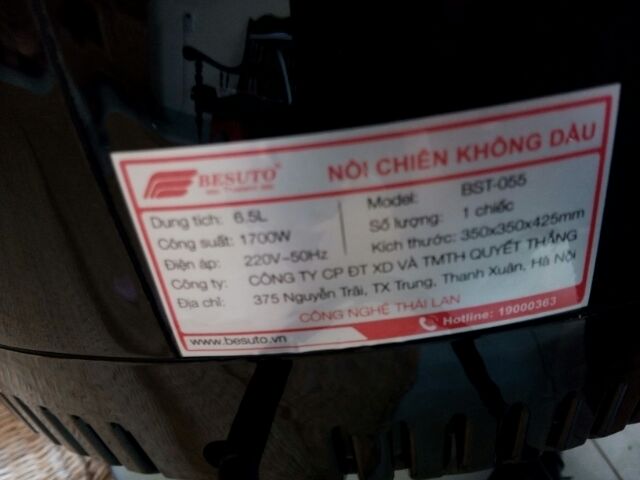 BESUTO
NỒI CHIÊN KHÔNG DẦU
Dung tích: 6.5L
Model: BST-055
Công suất: 1700W
Số lượng: 1 chiếc
Điện áp: 220V~50Hz
Kích thước: 350x350x425mm
Công ty: CÔNG TY CP ĐT XD VÀ TMTH QUYẾT THẮNG
Địa chỉ: 375 Nguyễn Trãi, TX Trung, Thanh Xuân, Hà Nội
CÔNG NGHỆ THÁI LAN
www.besuto.vn
Hotline: 19000363